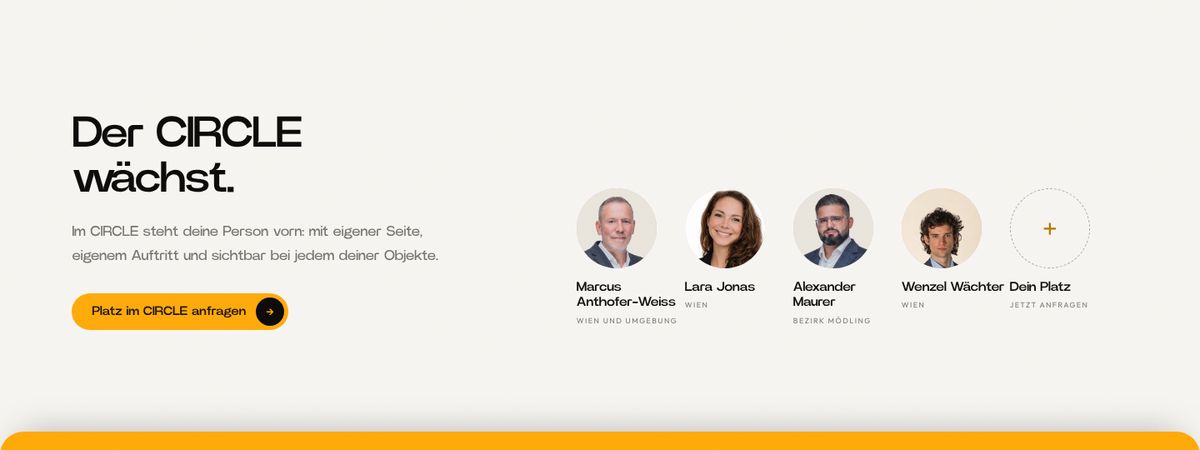 Der CIRCLE
wächst.
Im CIRCLE steht deine Person vorn: mit eigener Seite,
eigenem Auftritt und sichtbar bei jedem deiner Objekte.
Platz im CIRCLE anfragen
Marcus
Anthofer-Weiss
WIEN UND UMGEBUNG
Lara Jonas
WIEN
Alexander
Maurer
BEZIRK MÖDLING
Wenzel Wächter
WIEN
Dein Platz
JETZT ANFRAGEN